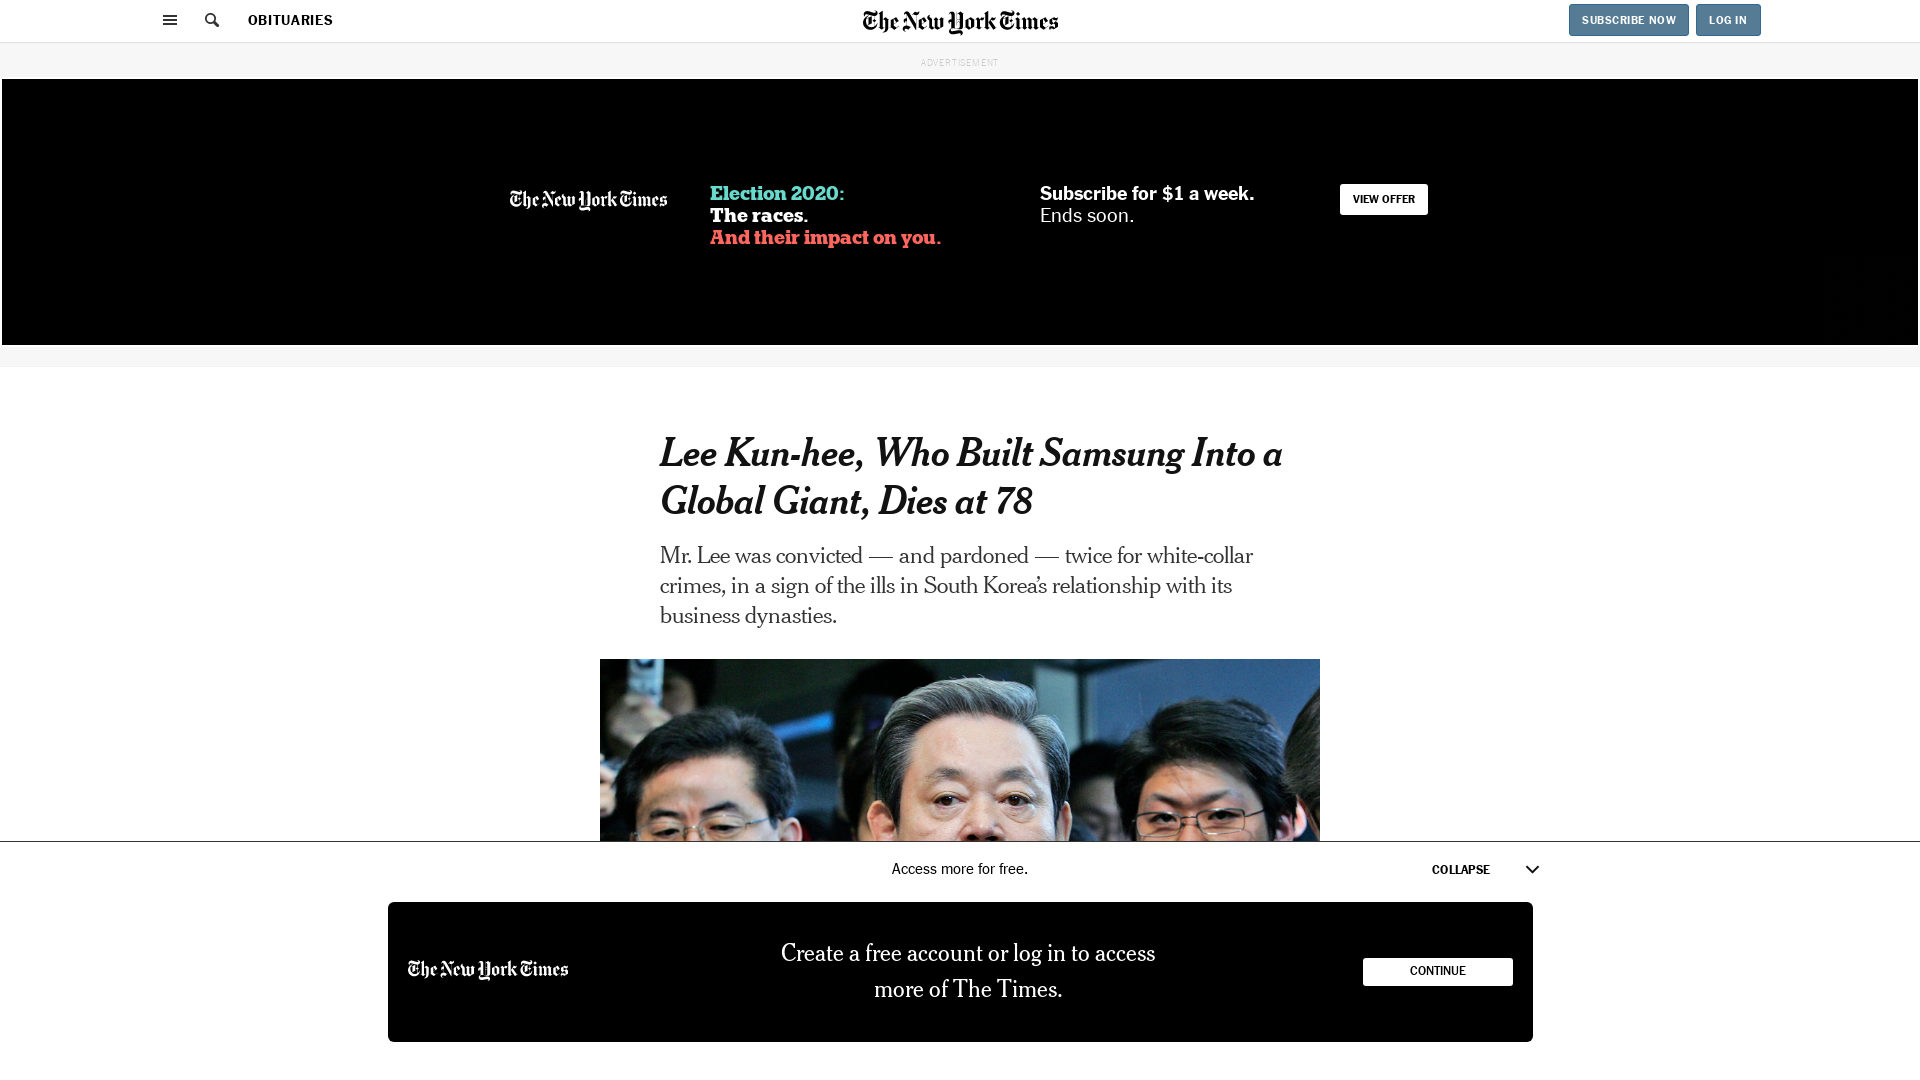 OBITUARIES
The New York Times
SUBSCRIBE NOW
LOG IN
ADVERTISEMENT
The New York Times
Election 2020:
The races.
And their impact on you.
Subscribe for $1 a week.
Ends soon.
VIEW OFFER
Lee Kun-hee, Who Built Samsung Into a
Global Giant, Dies at 78
Mr. Lee was convicted — and pardoned — twice for white-collar
crimes, in a sign of the ills in South Korea’s relationship with its
business dynasties.
Access more for free.
COLLAPSE
The New York Times
Create a free account or log in to access
more of The Times.
CONTINUE